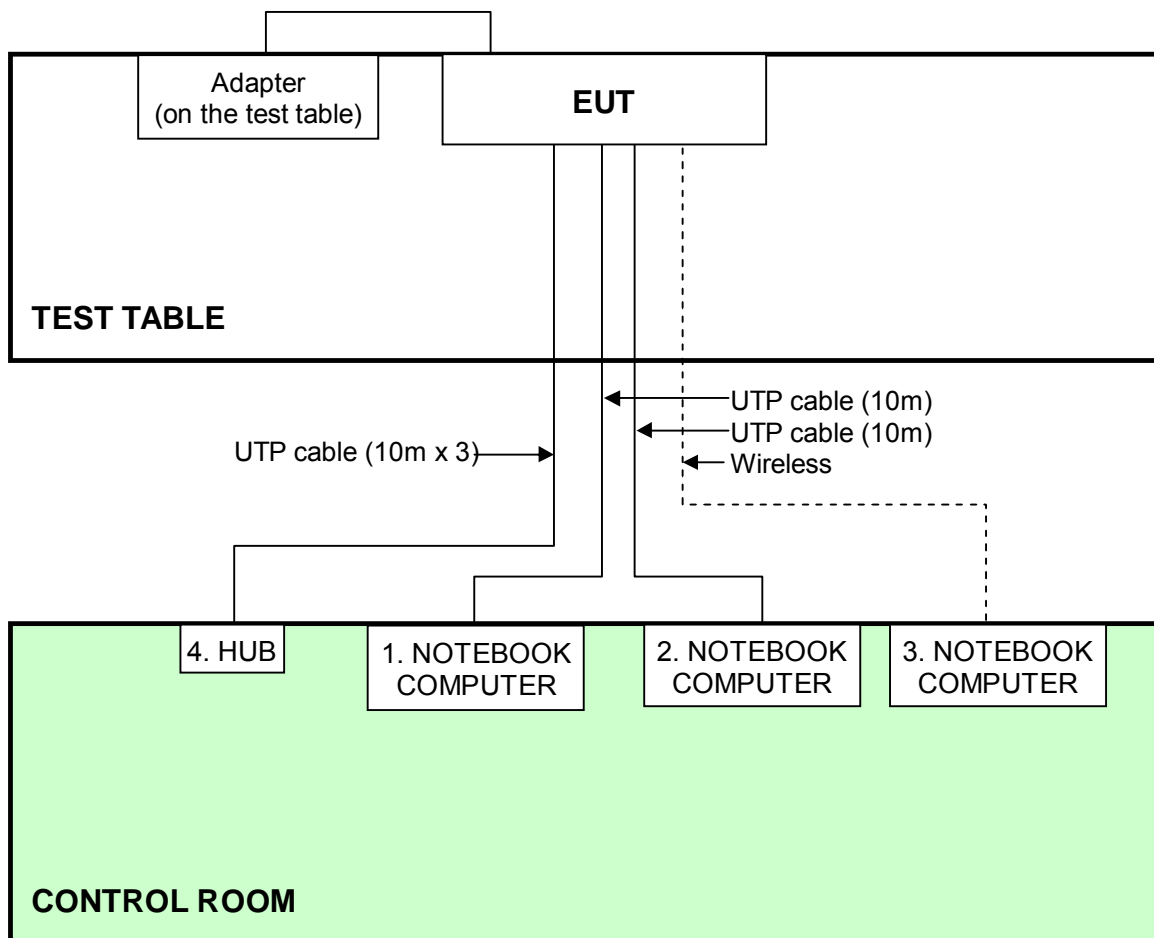 Adapter
(on the test table)
EUT
TEST TABLE
UTP cable (10m)
UTP cable (10m)
UTP cable (10m x 3)
Wireless
4. HUB
1. NOTEBOOK
COMPUTER
2. NOTEBOOK
COMPUTER
3. NOTEBOOK
COMPUTER
CONTROL ROOM